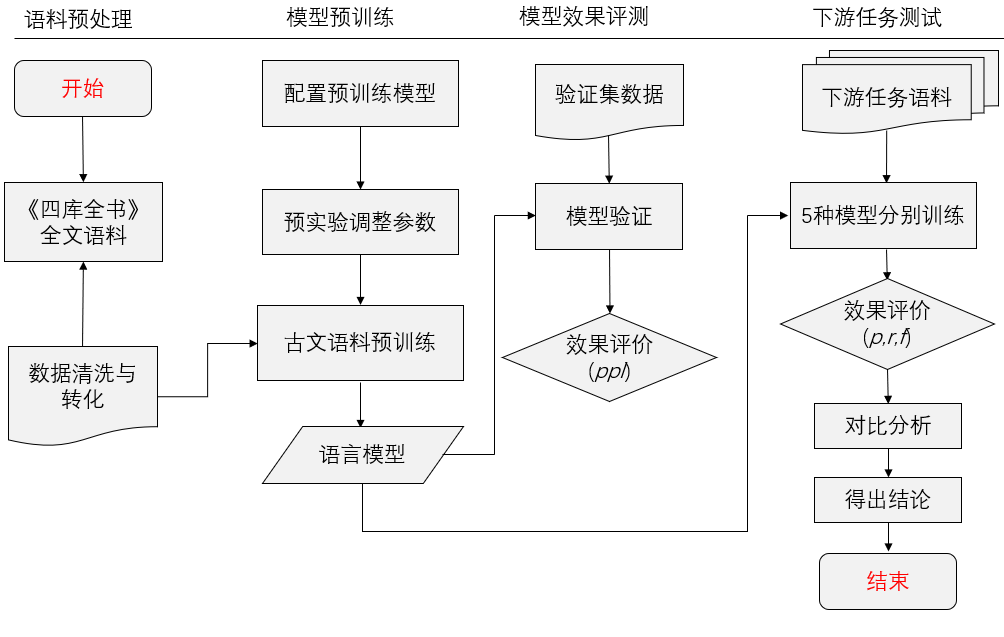 语料预处理
模型预训练
模型效果评测
下游任务测试
开始
《四库全书》
全文语料
数据清洗与
转化
配置预训练模型
预实验调整参数
古文语料预训练
语言模型
验证集数据
模型验证
效果评价
(ppl)
下游任务语料
5种模型分别训练
效果评价
(p,r,f)
对比分析
得出结论
结束